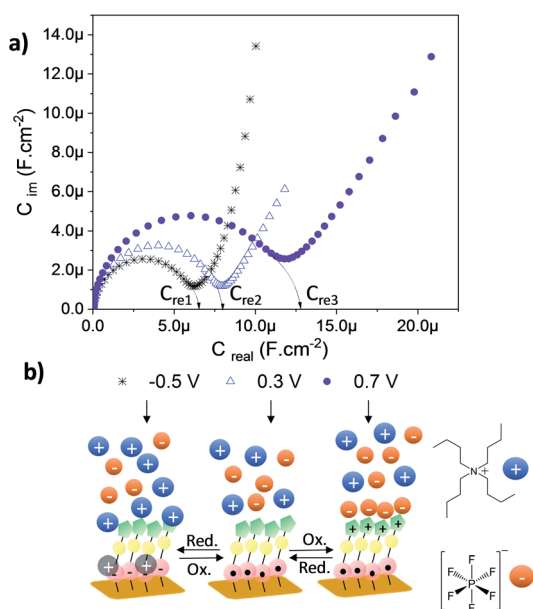 a)
14.0µ
12.0µ
10.0µ
8.0µ
6.0µ
4.0µ
2.0µ
0.0
C im (F.cm-2)
Cre1 Cre2 Cre3
0.0 5.0µ 10.0µ 15.0µ 20.0µ
C real (F.cm-2)
b)
-0.5 V 0.3 V 0.7 V
Red. Ox.
Ox. Red.
N +
+
F
F F
P
F F
F
-
-